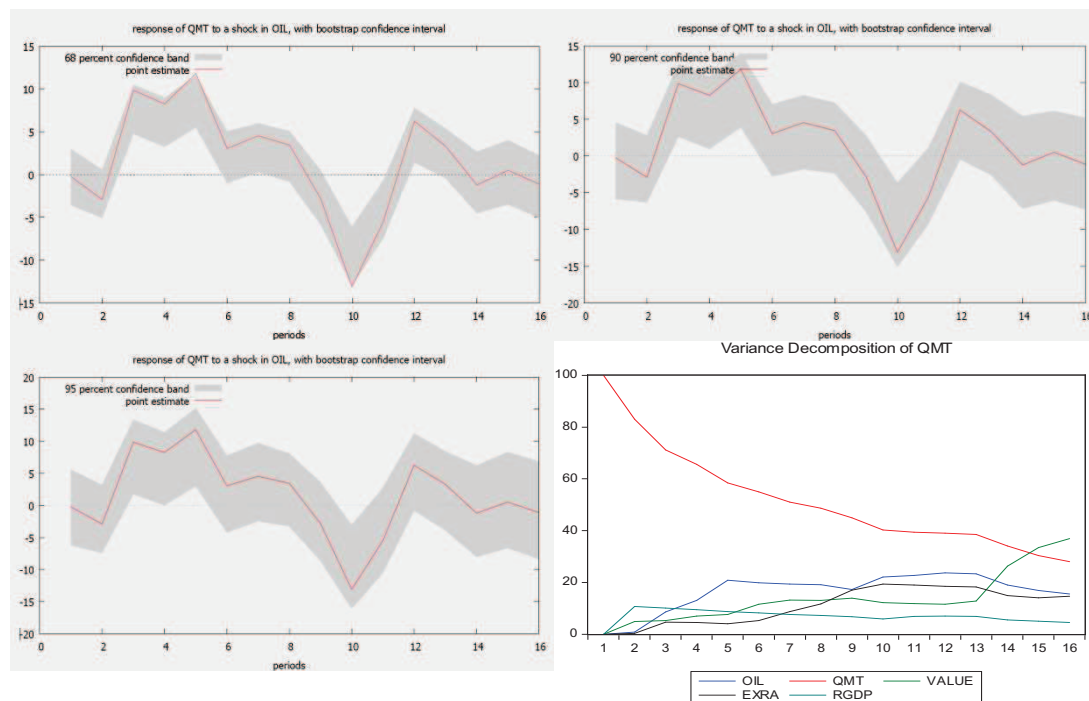 response of QMT to a shock in OIL, with bootstrap confidence interval
68 percent confidence band
point estimate
15
10
5
0
-5
-10
-15
0 2 4 6 8 10 12 14 16
periods
response of QMT to a shock in OIL, with bootstrap confidence interval
90 percent confidence band
point estimate
15
10
5
0
-5
-10
-15
-20
0 2 4 6 8 10 12 14 16
periods
response of QMT to a shock in OIL, with bootstrap confidence interval
95 percent confidence band
point estimate
20
15
10
5
0
-5
-10
-15
-20
0 2 4 6 8 10 12 14 16
periods
Variance Decomposition of QMT
100
80
60
40
20
0
1 2 3 4 5 6 7 8 9 10 11 12 13 14 15 16
OIL QMT VALUE
EXRA RGDP